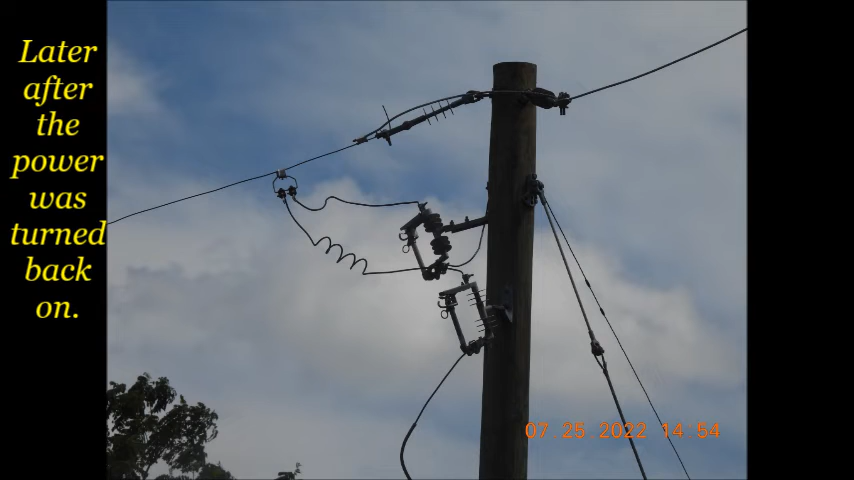 Later
after
the
power
was
turned
back
on.
07 25 2022 14:54